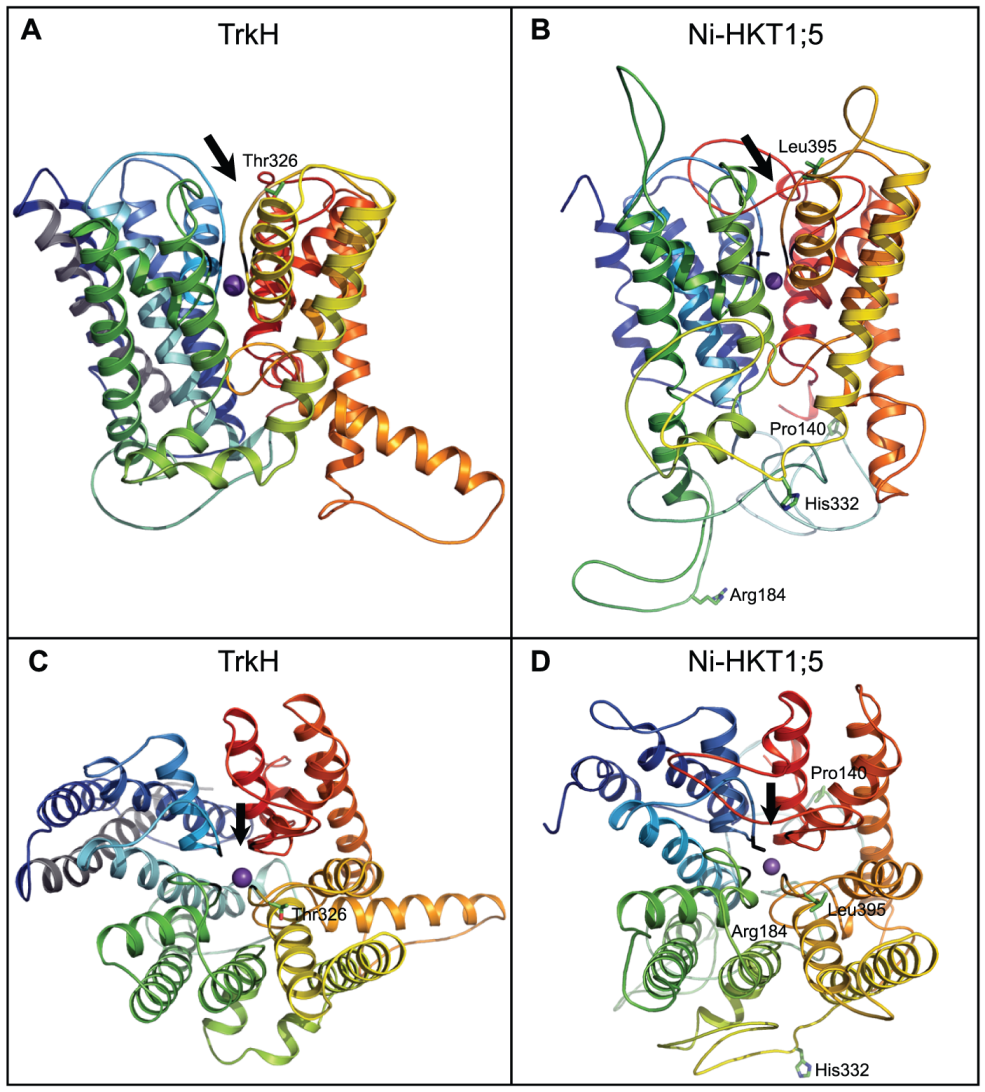 A
TrkH
Thr326
B
Ni-HKT1;5
Leu395
Pro140
His332
Arg184
C
TrkH
Thr326
D
Ni-HKT1;5
Pro140
Leu395
Arg184
His332